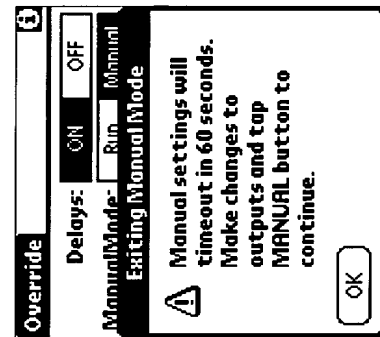 Override
Delays: ON OFF
ManualMode: Run Manual
Exiting Manual Mode
Manual settings will
timeout in 60 seconds.
Make changes to
outputs and tap
MANUAL button to
continue.
OK